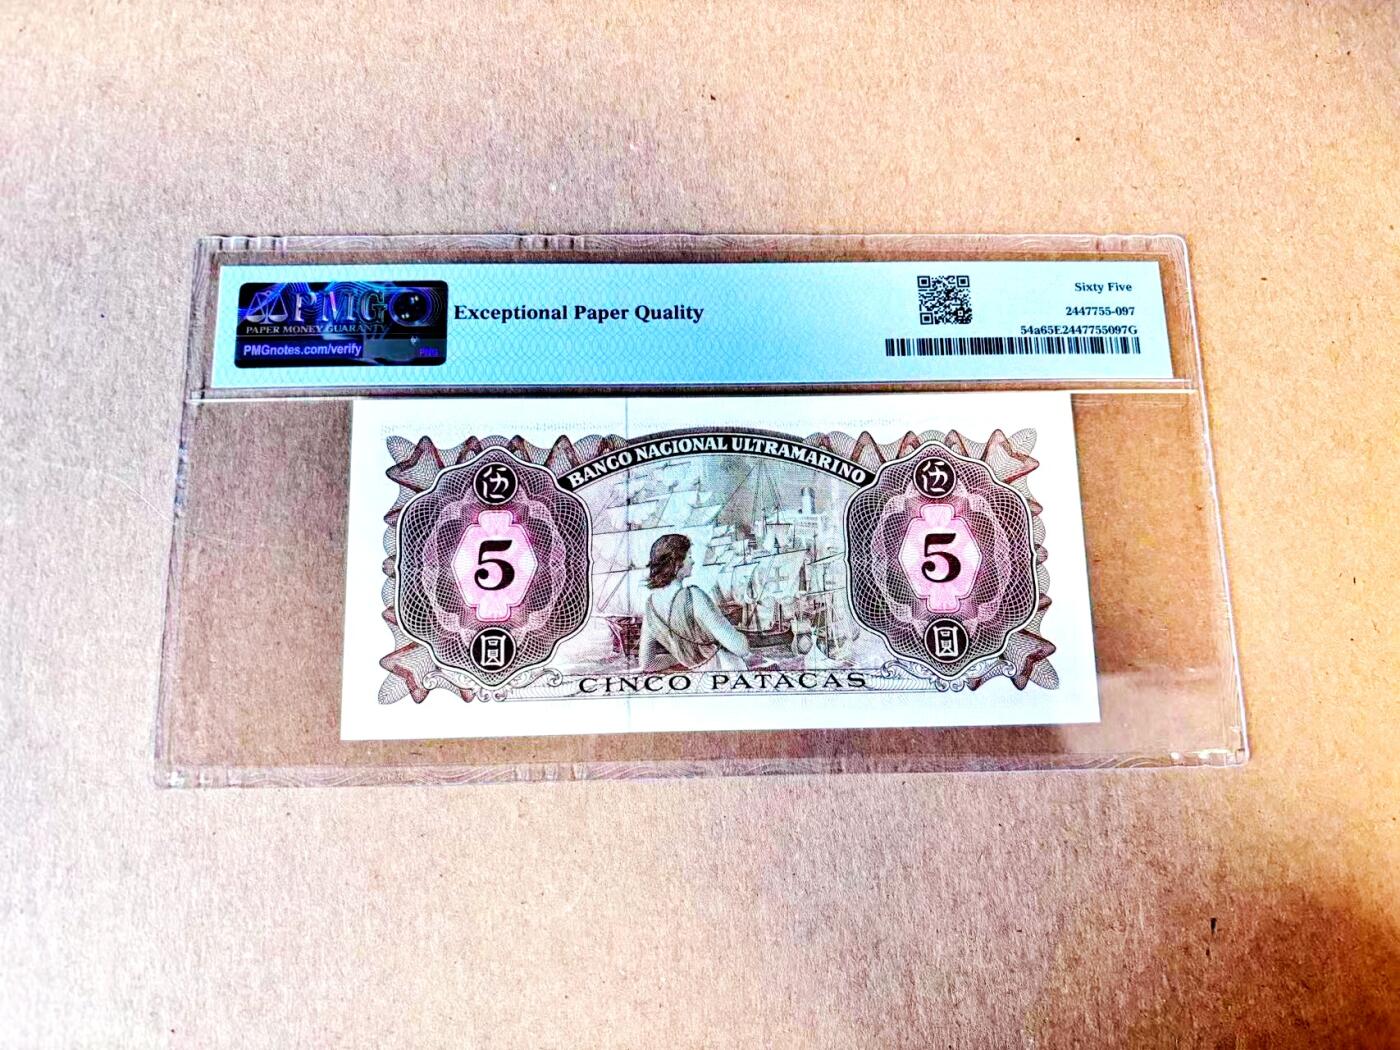 PMG
PAPER MONEY GUARANTY
PMGnotes.com/verify
PMG
Exceptional Paper Quality
Sixty Five
2447755-097
54a65E2447755097G
BANCO NACIONAL ULTRAMARINO
伍 伍
5 5
圓 圓
CINCO PATACAS